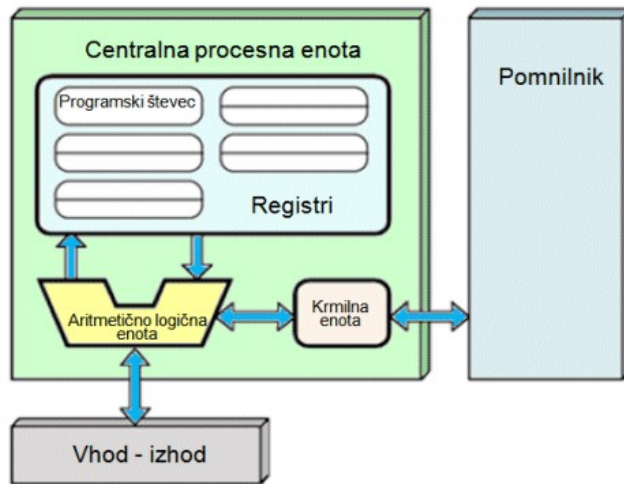 Centralna procesna enota
Pomnilnik
Programski števec
Registri
Aritmetično logična
enota
Krmilna
enota
Vhod - izhod